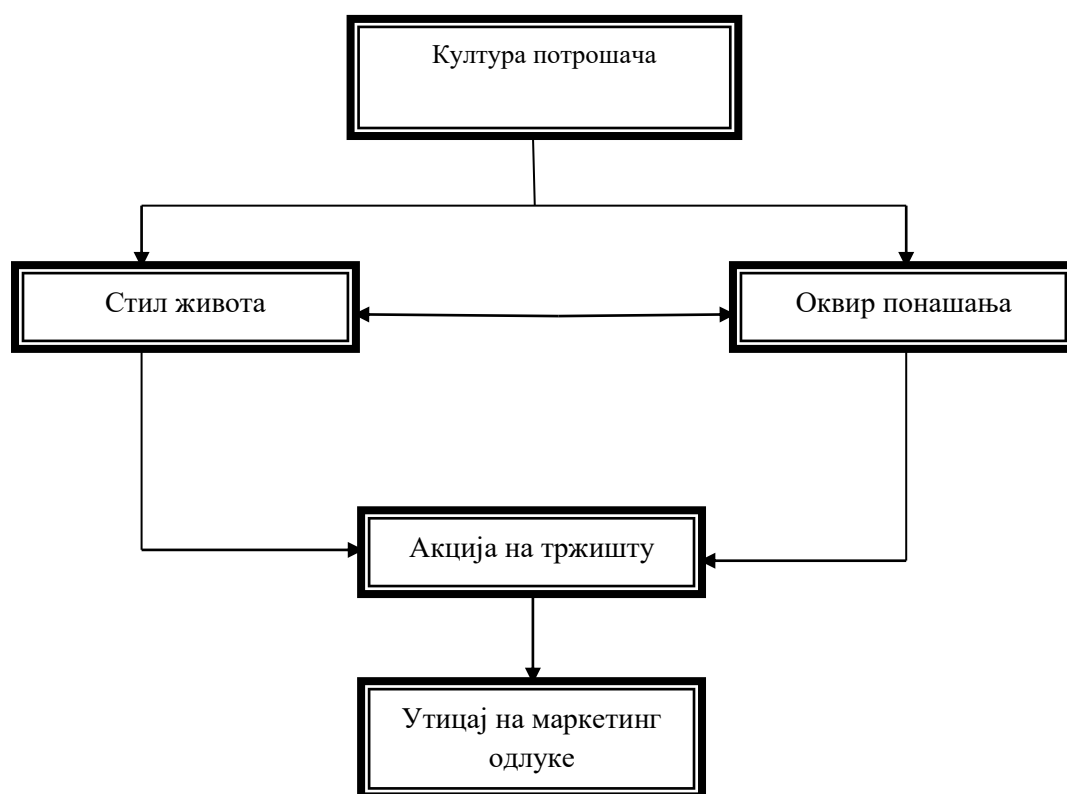 Култура потрошача
Стил живота
Оквир понашања
Акција на тржишту
Утицај на маркетинг
одлуке